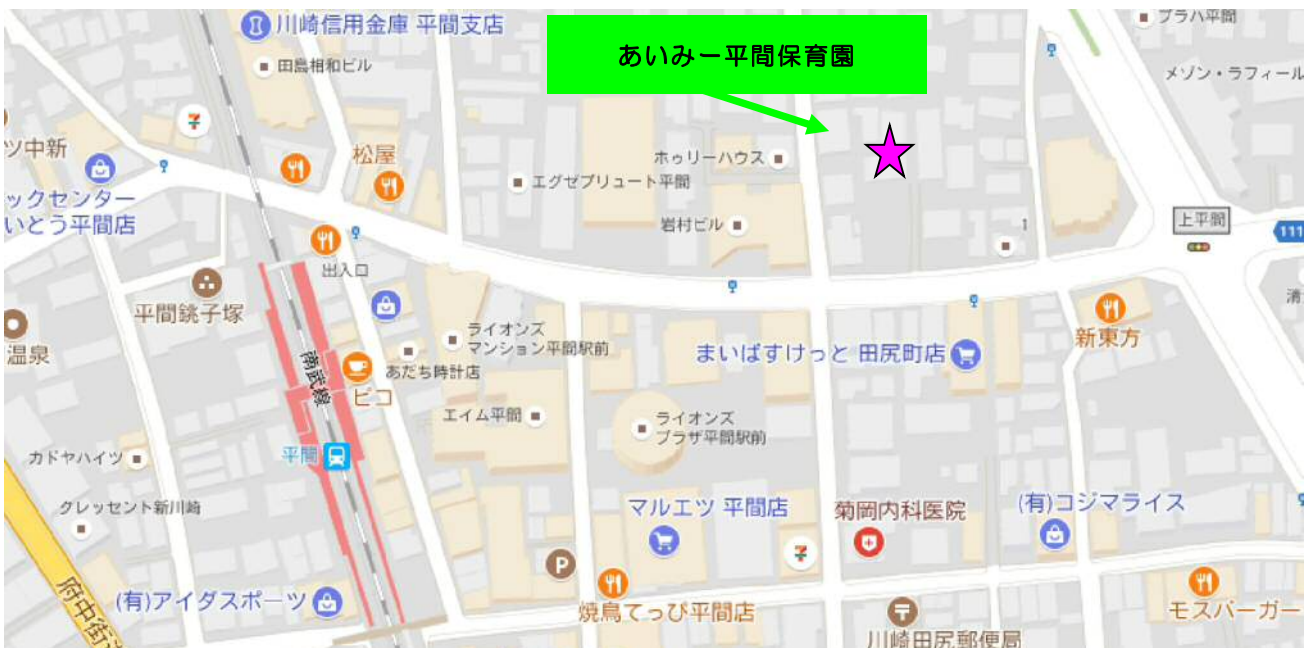 川崎信用金庫 平間支店
田島相和ビル
あいみー平間保育園
プラハ平間
メゾン・ラフィール
ツ中新
ックセンター
いとう平間店
松屋
ホゥリーハウス
エグゼブリュート平間
岩村ビル
1
上平間
111
出入口
平間銚子塚
温泉
南武線
ライオンズ
マンション平間駅前
あだち時計店
ピコ
まいばすけっと 田尻町店
新東方
清
エイム平間
ライオンズ
プラザ平間駅前
平間
カドヤハイツ
クレッセント新川崎
マルエツ 平間店
菊岡内科医院
(有)コジマライス
P
府中街道
(有)アイダスポーツ
焼鳥てっぴ平間店
川崎田尻郵便局
モスバーガー